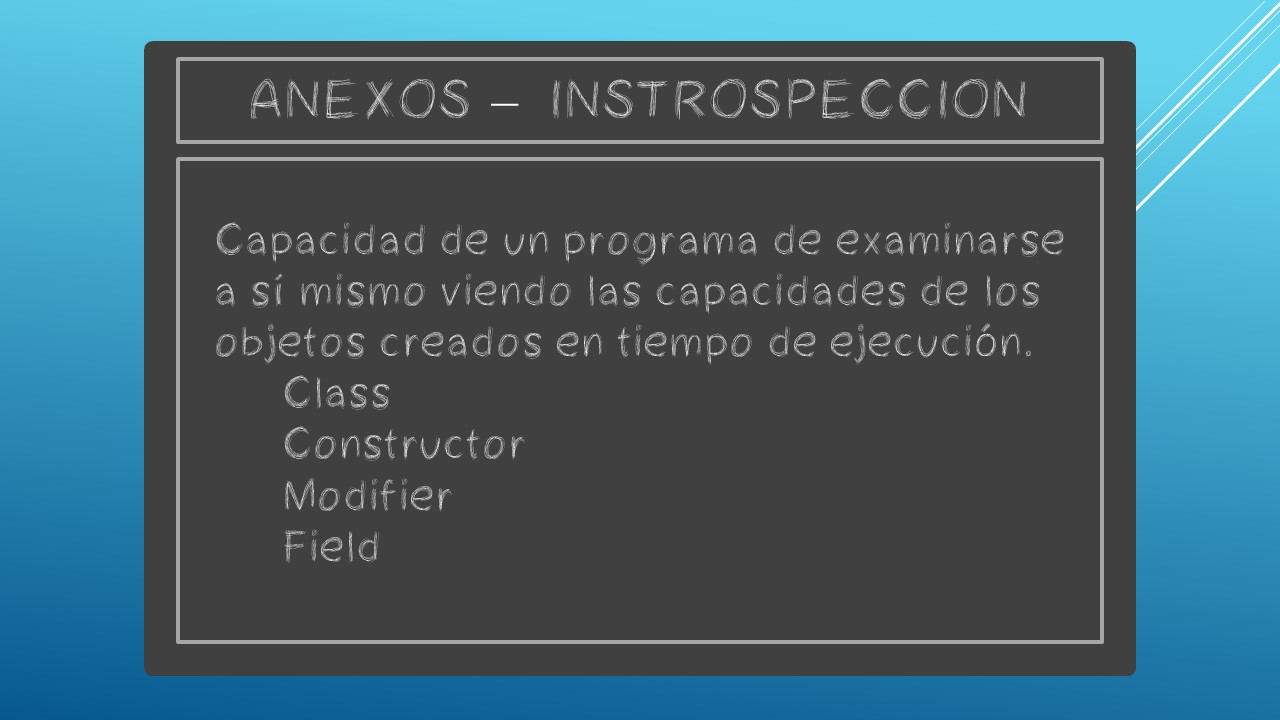 ANEXOS – INSTROSPECCION
Capacidad de un programa de examinarse
a sí mismo viendo las capacidades de los
objetos creados en tiempo de ejecución.
Class
Constructor
Modifier
Field